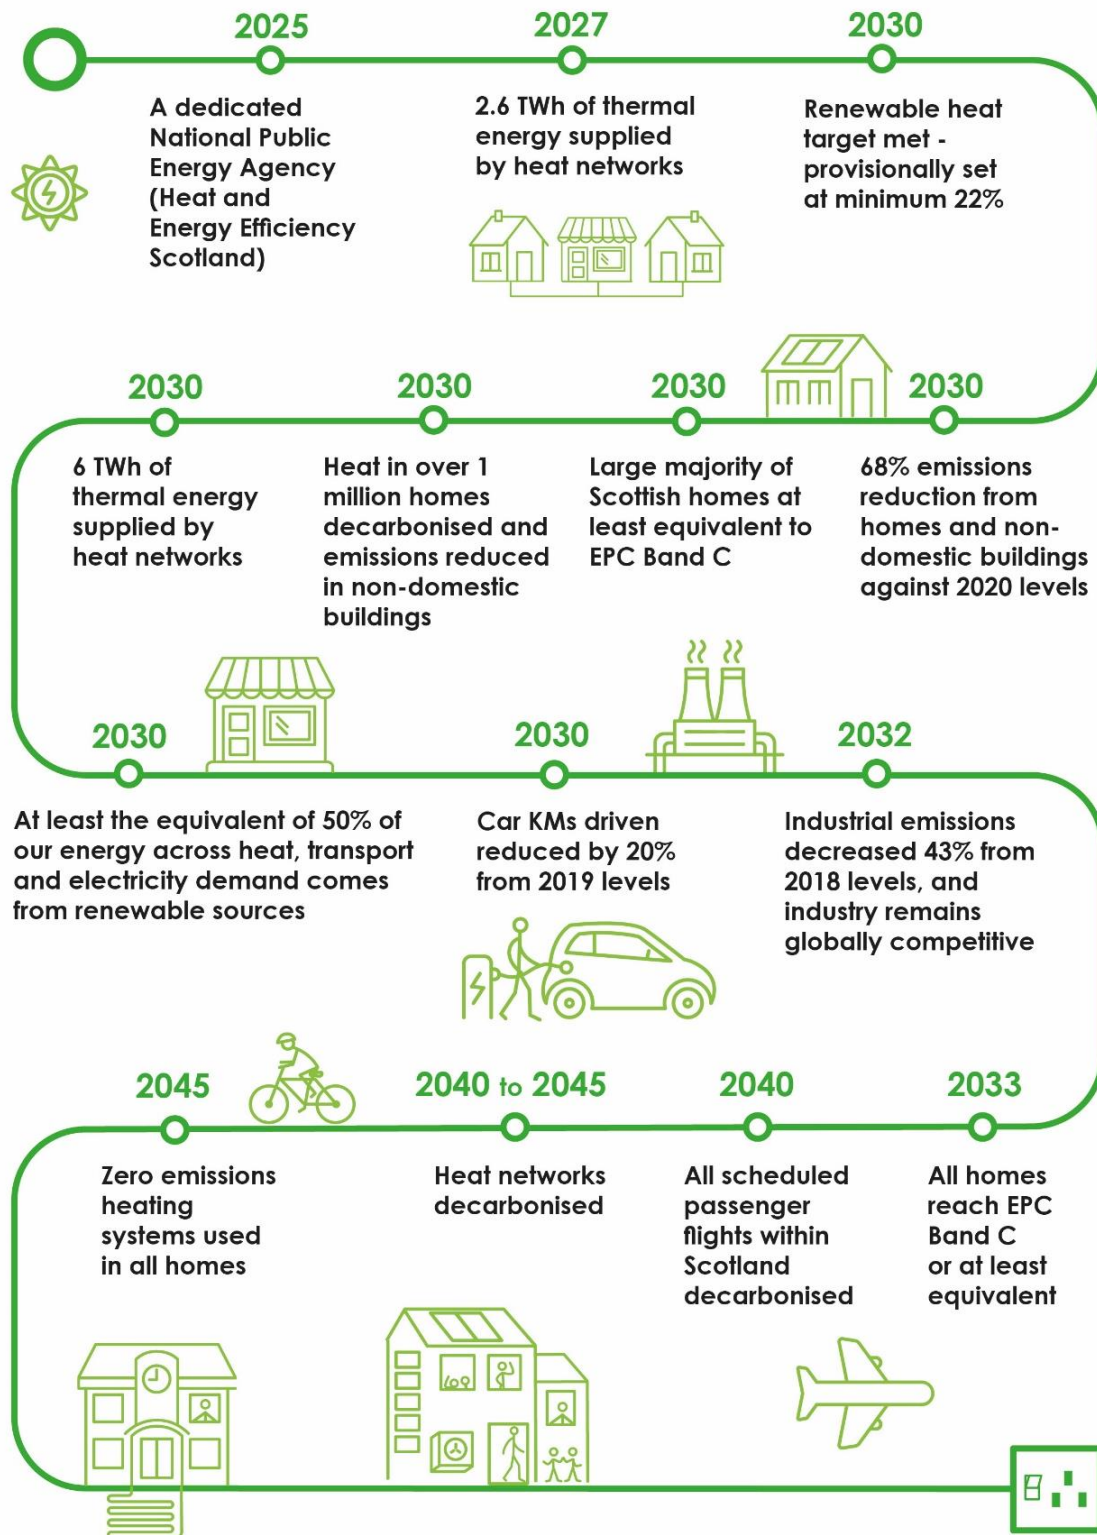 2025
A dedicated
National Public
Energy Agency
(Heat and
Energy Efficiency
Scotland)
2027
2.6 TWh of thermal
energy supplied
by heat networks
2030
Renewable heat
target met -
provisionally set
at minimum 22%
2030
6 TWh of
thermal energy
supplied by
heat networks
2030
Heat in over 1
million homes
decarbonised and
emissions reduced
in non-domestic
buildings
2030
Large majority of
Scottish homes at
least equivalent to
EPC Band C
2030
68% emissions
reduction from
homes and non-
domestic buildings
against 2020 levels
2030
At least the equivalent of 50% of
our energy across heat, transport
and electricity demand comes
from renewable sources
2030
Car KMs driven
reduced by 20%
from 2019 levels
2032
Industrial emissions
decreased 43% from
2018 levels, and
industry remains
globally competitive
2045
Zero emissions
heating
systems used
in all homes
2040 to 2045
Heat networks
decarbonised
2040
All scheduled
passenger
flights within
Scotland
decarbonised
2033
All homes
reach EPC
Band C
or at least
equivalent